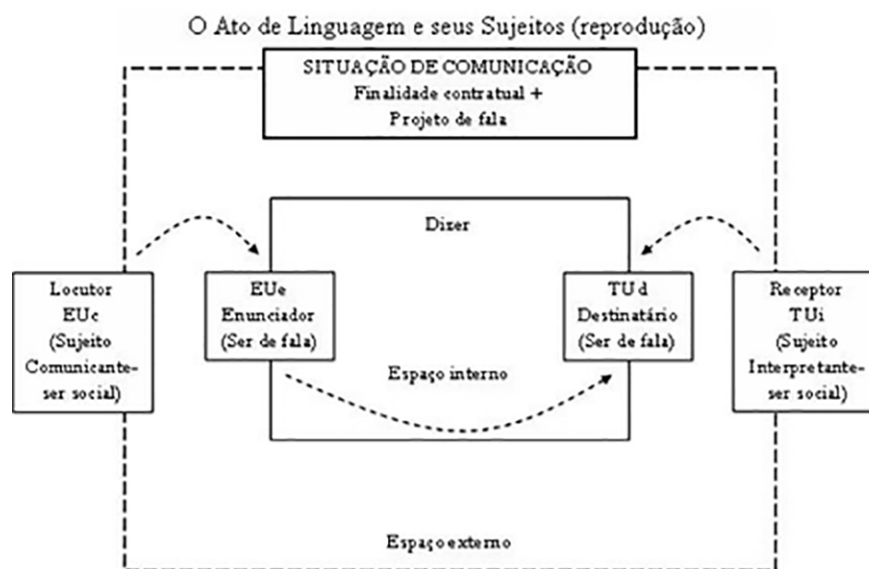 O Ato de Linguagem e seus Sujeitos (reprodução)
SITUAÇÃO DE COMUNICAÇÃO
Finalidade contratual +
Projeto de fala
Dizer
Locutor
EUc
(Sujeito
Comunicante-
ser social)
EUe
Enunciador
(Ser de fala)
TUd
Destinatário
(Ser de fala)
Receptor
TUi
(Sujeito
Interpretante-
ser social)
Espaço interno
Espaço externo